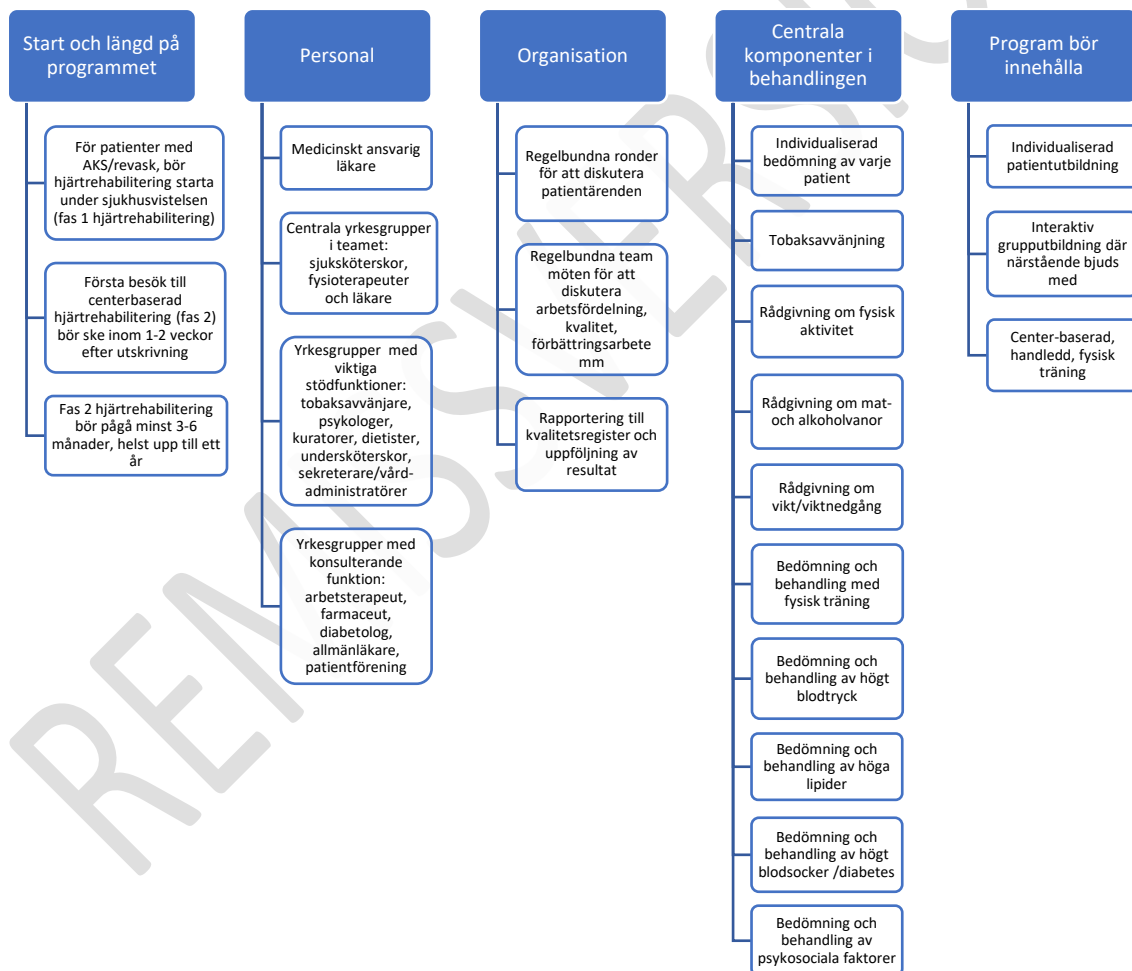 Start och längd på
programmet
För patienter med
AKS/revask, bör
hjärtrehabilitering starta
under sjukhusvistelsen
(fas 1 hjärtrehabilitering)
Första besök till
centerbaserad
hjärtrehabilitering (fas 2)
bör ske inom 1-2 veckor
efter utskrivning
Fas 2 hjärtrehabilitering
bör pågå minst 3-6
månader, helst upp till ett
år
Personal
Medicinskt ansvarig
läkare
Centrala yrkesgrupper
i teamet:
sjuksköterskor,
fysioterapeuter
och läkare
Yrkesgrupper med
viktiga stödfunktioner:
tobaksavvänjare,
psykologer,
kuratorer, dietister,
undersköterskor,
sekreterare/vård-
administratörer
Yrkesgrupper med
konsulterande
funktion:
arbetsterapeut,
farmaceut,
diabetolog,
allmänläkare,
patientförening
Organisation
Regelbundna ronder
för att diskutera
patientärenden
Regelbundna team
möten för att
diskutera
arbetsfördelning,
kvalitet,
förbättringsarbete
mm
Rapportering till
kvalitetsregister och
uppföljning av
resultat
Centrala
komponenter i
behandlingen
Individualiserad
bedömning av varje
patient
Tobaksavvänjning
Rådgivning om fysisk
aktivitet
Rådgivning om mat-
och alkoholvanor
Rådgivning om
vikt/viktnedgång
Bedömning och
behandling med
fysisk träning
Bedömning och
behandling av högt
blodtryck
Bedömning och
behandling av höga
lipider
Bedömning och
behandling av högt
blodsocker /diabetes
Bedömning och
behandling av
psykosociala faktorer
Program bör
innehålla
Individualiserad
patientutbildning
Interaktiv
grupputbildning där
närstående bjuds
med
Center-baserad,
handledd, fysisk
träning